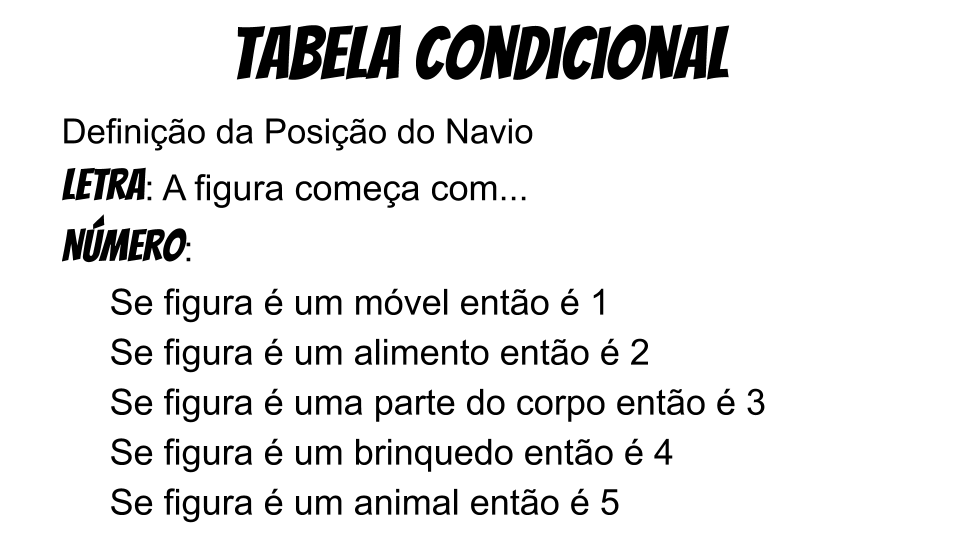 TABELA CONDICIONAL
Definição da Posição do Navio
LETRA: A figura começa com...
NÚMERO:
Se figura é um móvel então é 1
Se figura é um alimento então é 2
Se figura é uma parte do corpo então é 3
Se figura é um brinquedo então é 4
Se figura é um animal então é 5